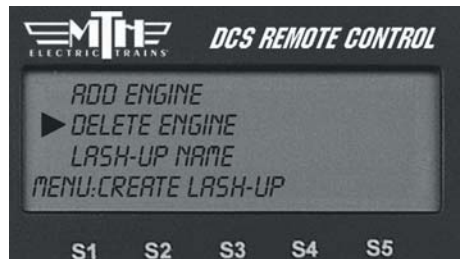 MTH
ELECTRIC TRAINS
DCS REMOTE CONTROL
ADD ENGINE
DELETE ENGINE
LASH-UP NAME
MENU:CREATE LASH-UP
S1 S2 S3 S4 S5